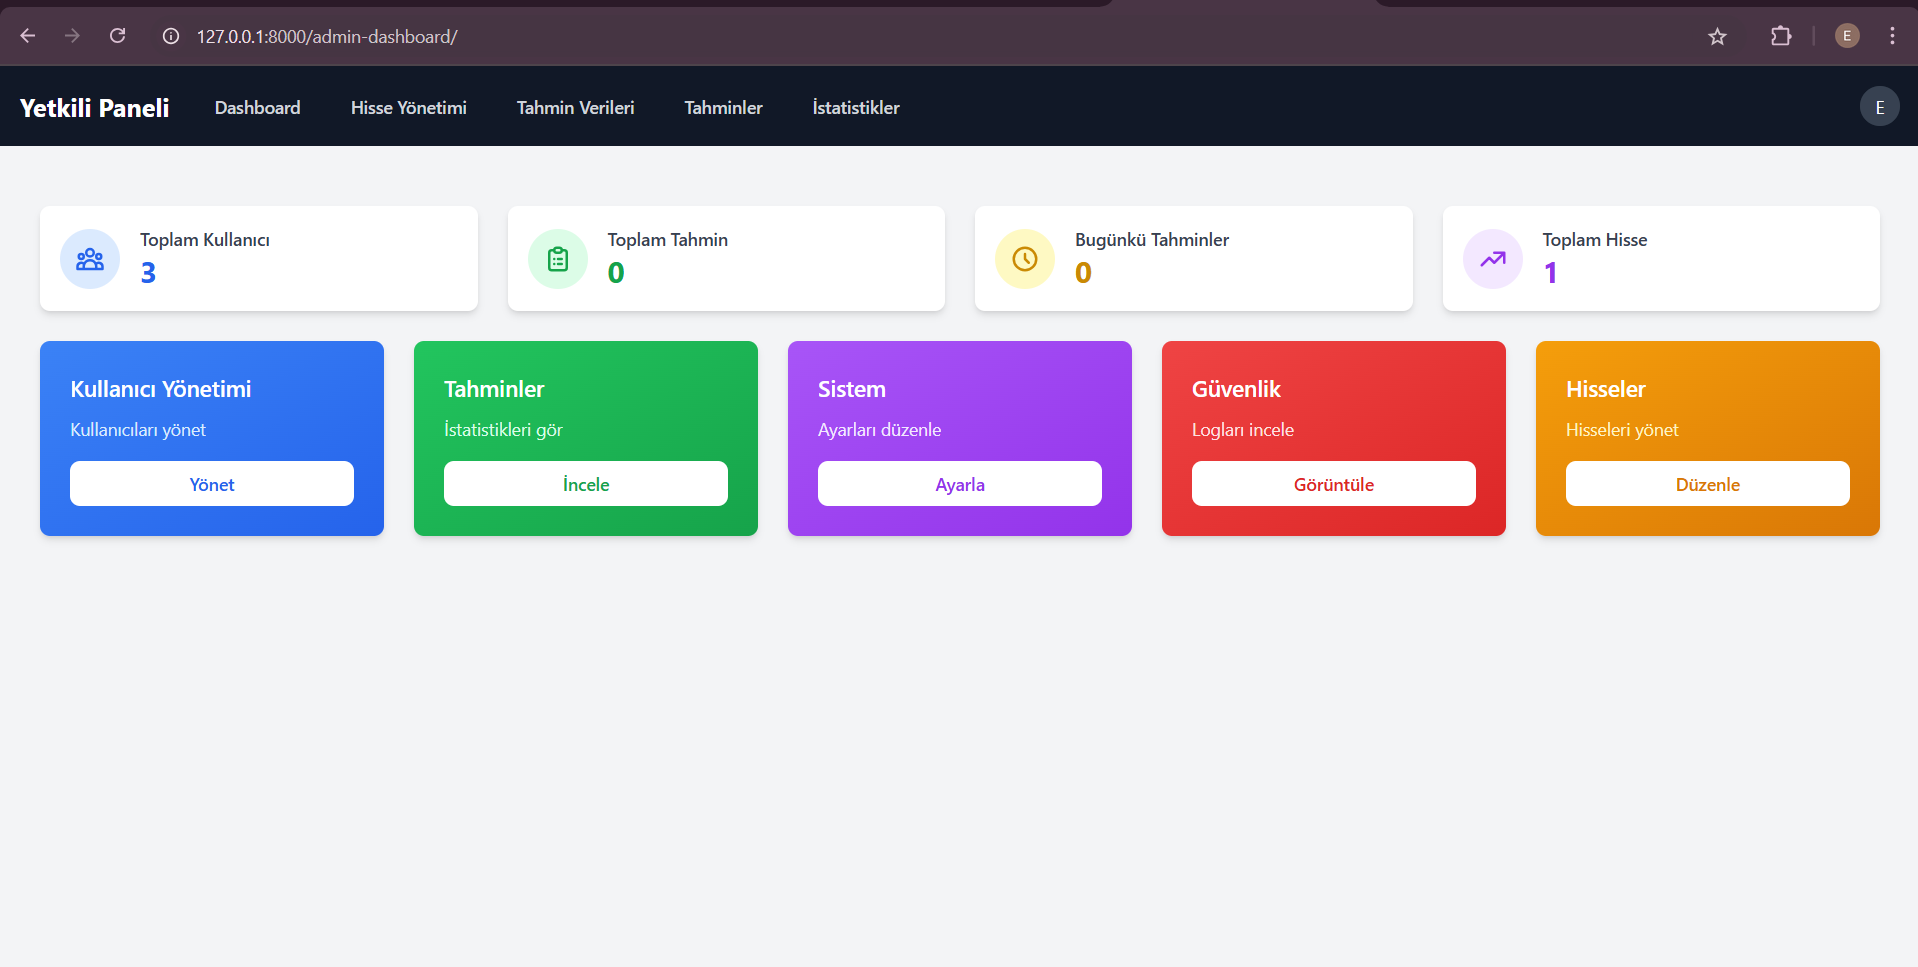 127.0.0.1:8000/admin-dashboard/
E
Yetkili Paneli
Dashboard
Hisse Yönetimi
Tahmin Verileri
Tahminler
İstatistikler
E
Toplam Kullanıcı
3
Toplam Tahmin
0
Bugünkü Tahminler
0
Toplam Hisse
1
Kullanıcı Yönetimi
Kullanıcıları yönet
Yönet
Tahminler
İstatistikleri gör
İncele
Sistem
Ayarları düzenle
Ayarla
Güvenlik
Logları incele
Görüntüle
Hisseler
Hisseleri yönet
Düzenle